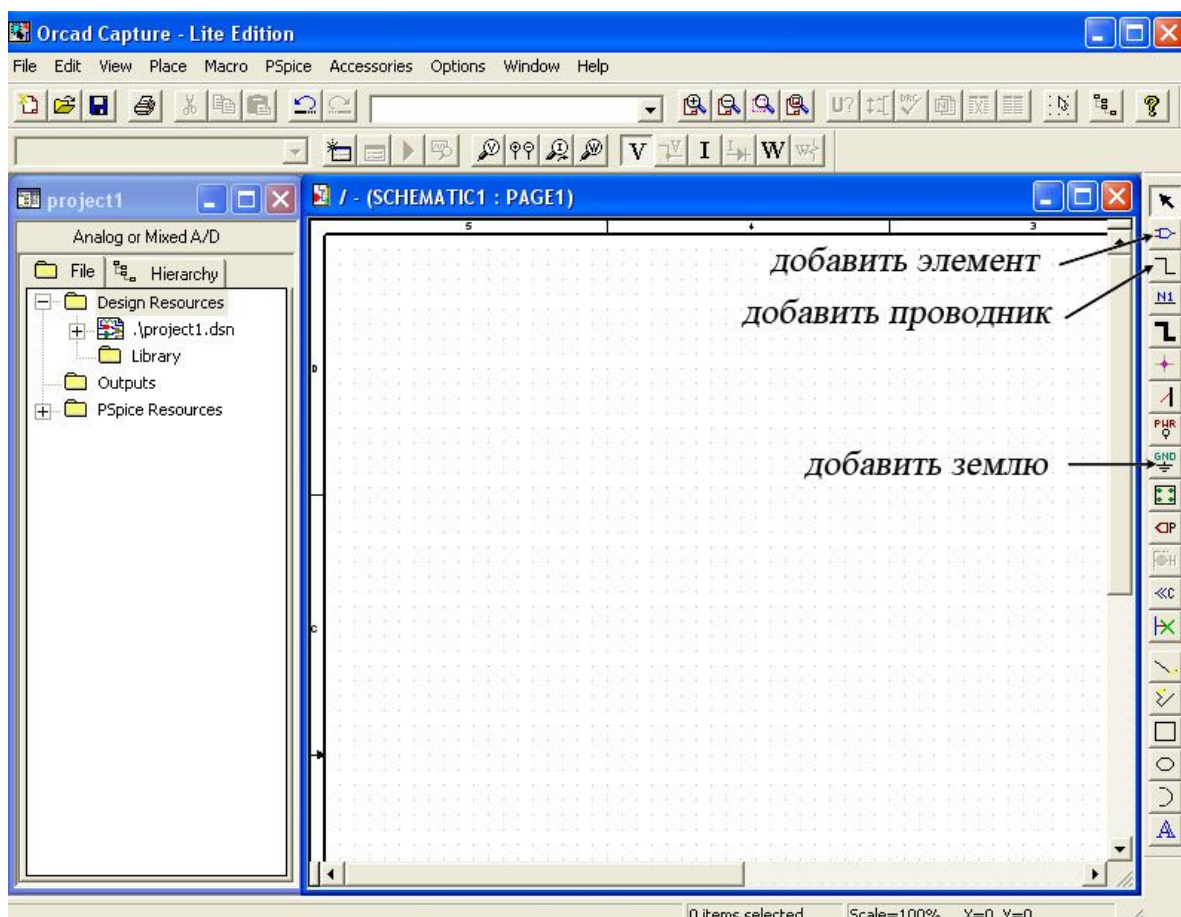 Orcad Capture - Lite Edition
File Edit View Place Macro PSpice Accessories Options Window Help
U? DRC
V I W
project1
/ - (SCHEMATIC1 : PAGE1)
Analog or Mixed A/D
File Hierarchy
Design Resources
.\project1.dsn
Library
Outputs
PSpice Resources
5 4 3
D
C
добавить элемент
добавить проводник
добавить землю
N1
PWR
GND
P
H
C
A
0 items selected Scale=100% X=0 Y=0